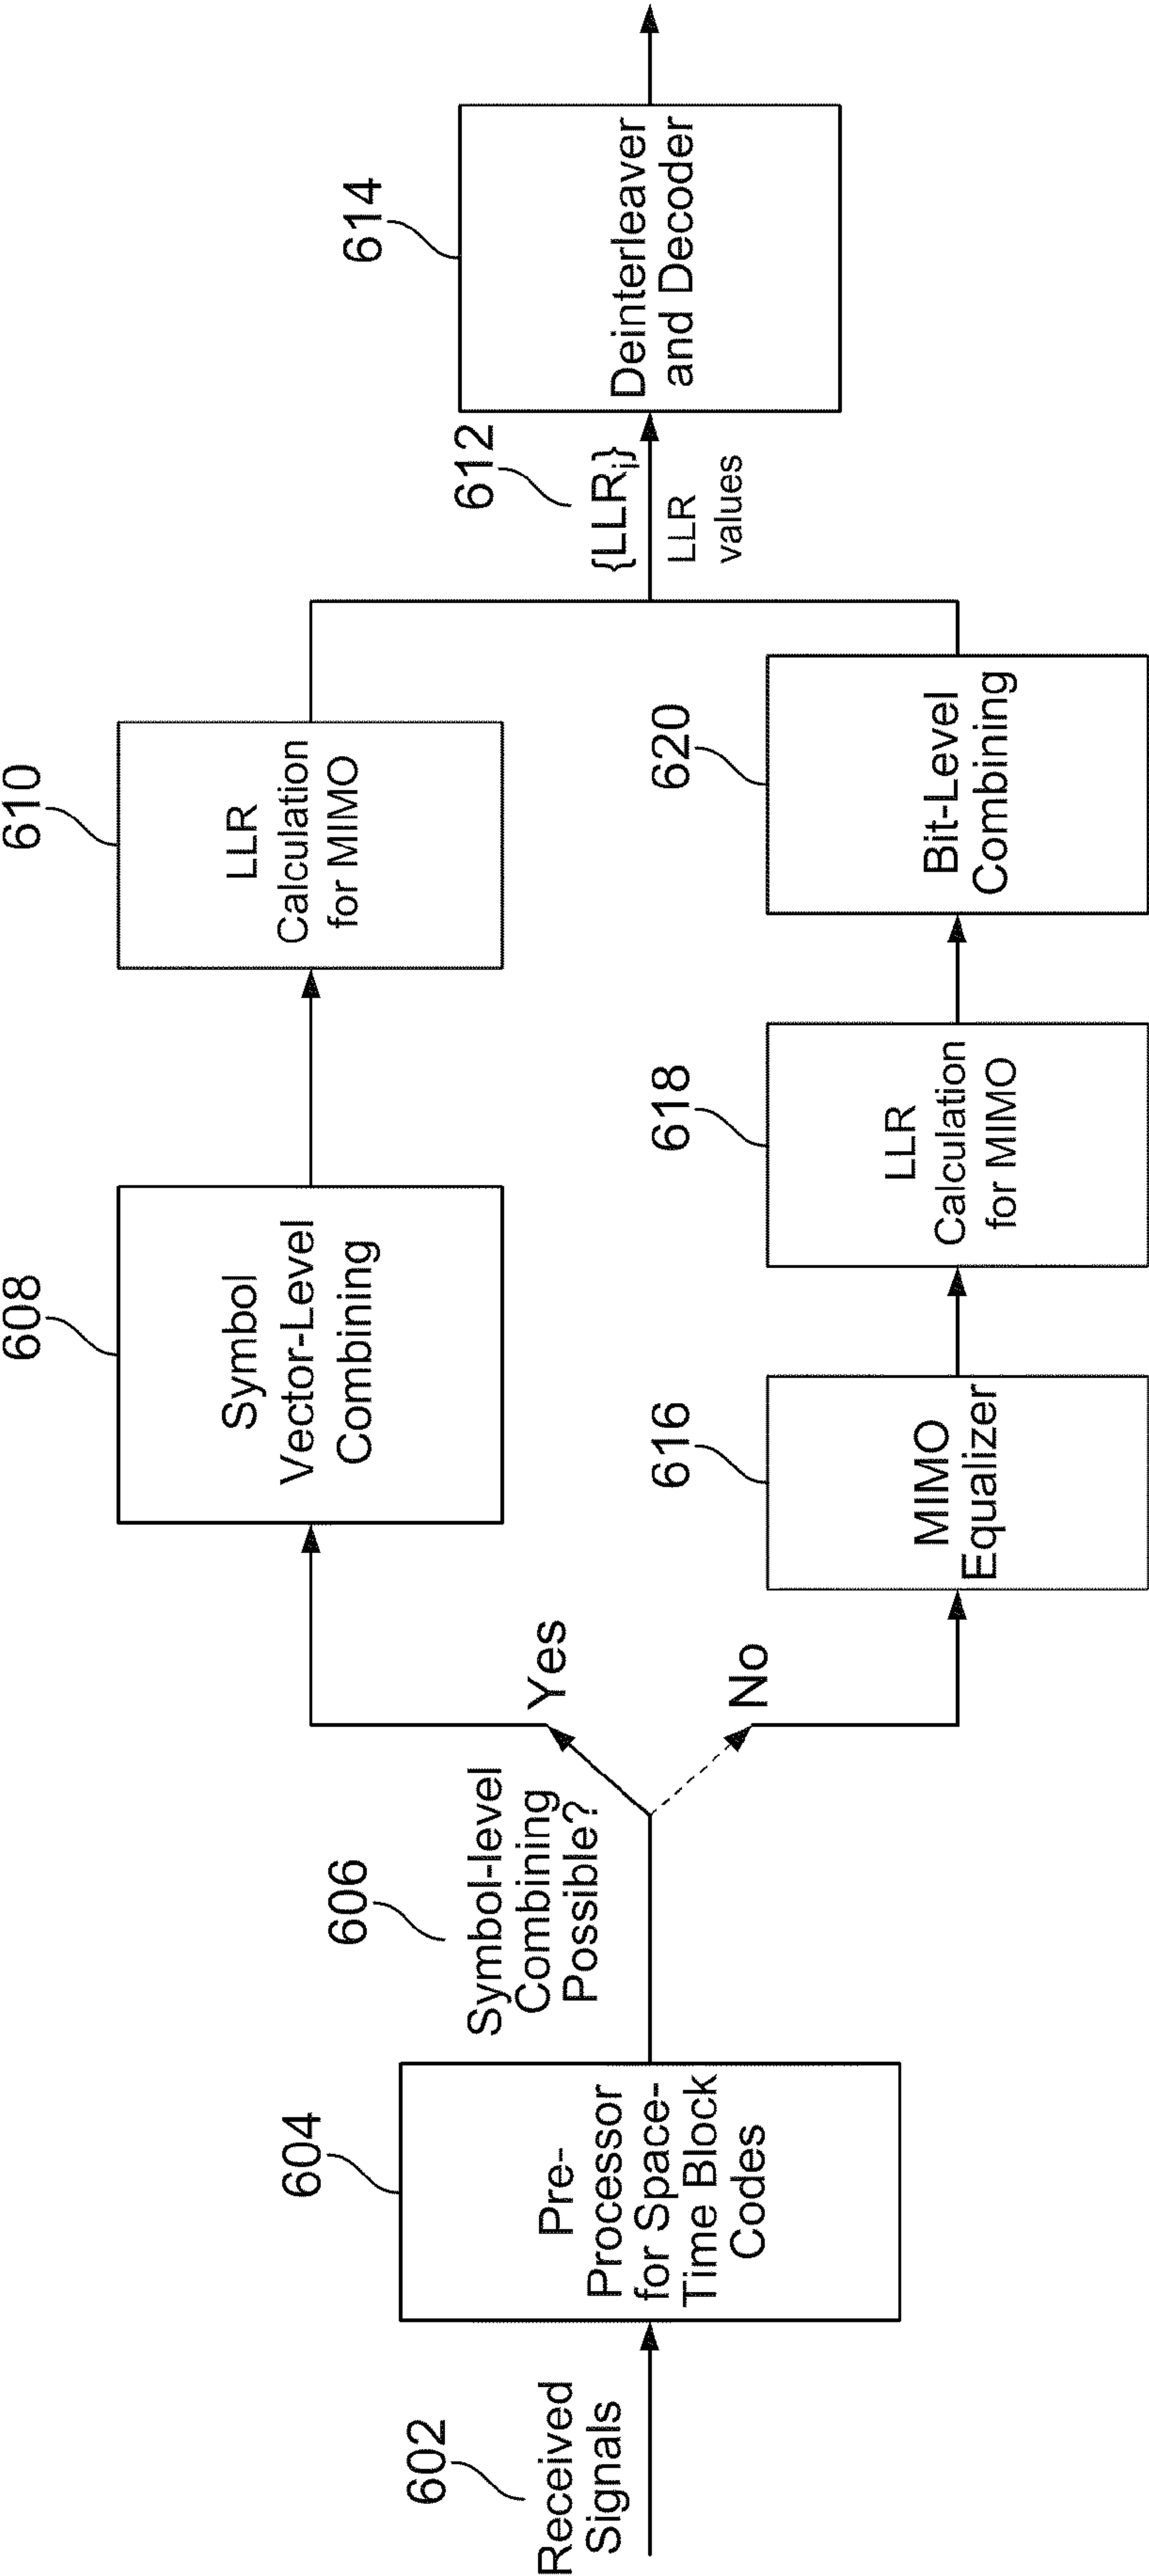 602
Received
Signals
604
Pre-
Processor
for Space-
Time Block
Codes
606
Symbol-level
Combining
Possible?
Yes
No
608
Symbol
Vector-Level
Combining
610
LLR
Calculation
for MIMO
616
MIMO
Equalizer
618
LLR
Calculation
for MIMO
620
Bit-Level
Combining
612
{LLRi}
LLR
values
614
Deinterleaver
and Decoder